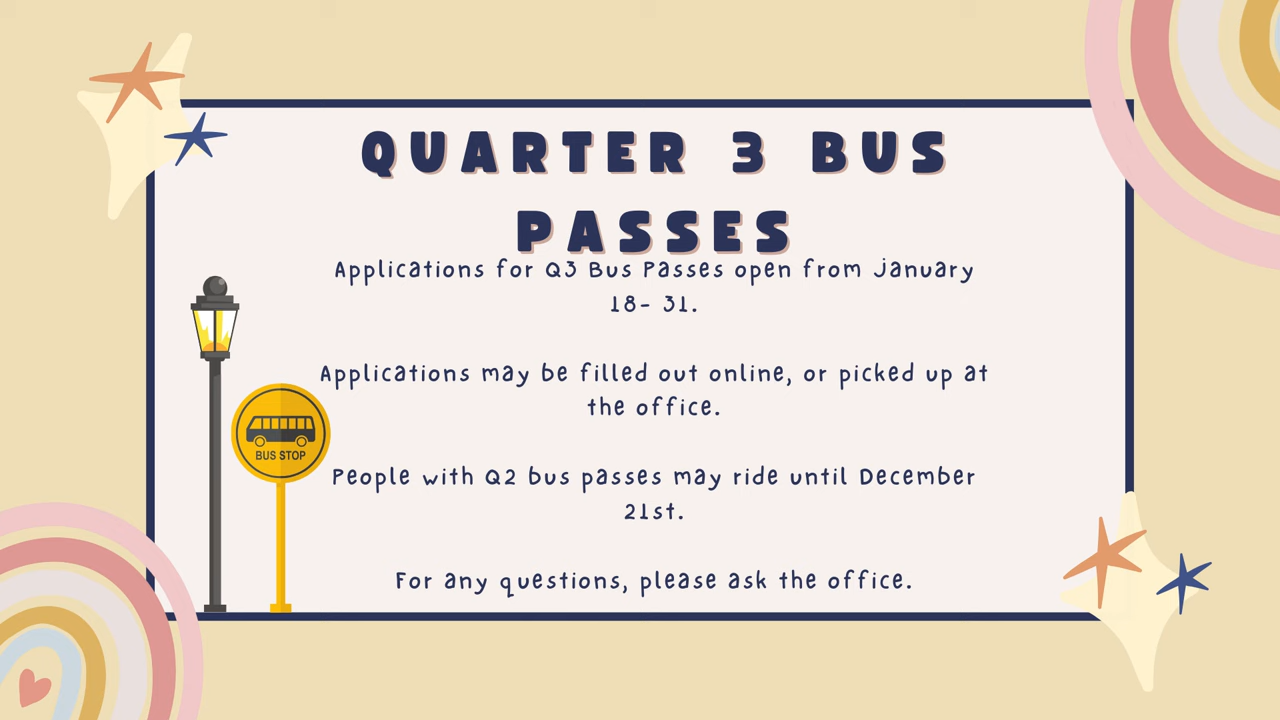 QUARTER 3 BUS
PASSES
Applications for Q3 Bus Passes open from January
18- 31.
Applications may be filled out online, or picked up at
the office.
BUS STOP
People with Q2 bus passes may ride until December
21st.
For any questions, please ask the office.